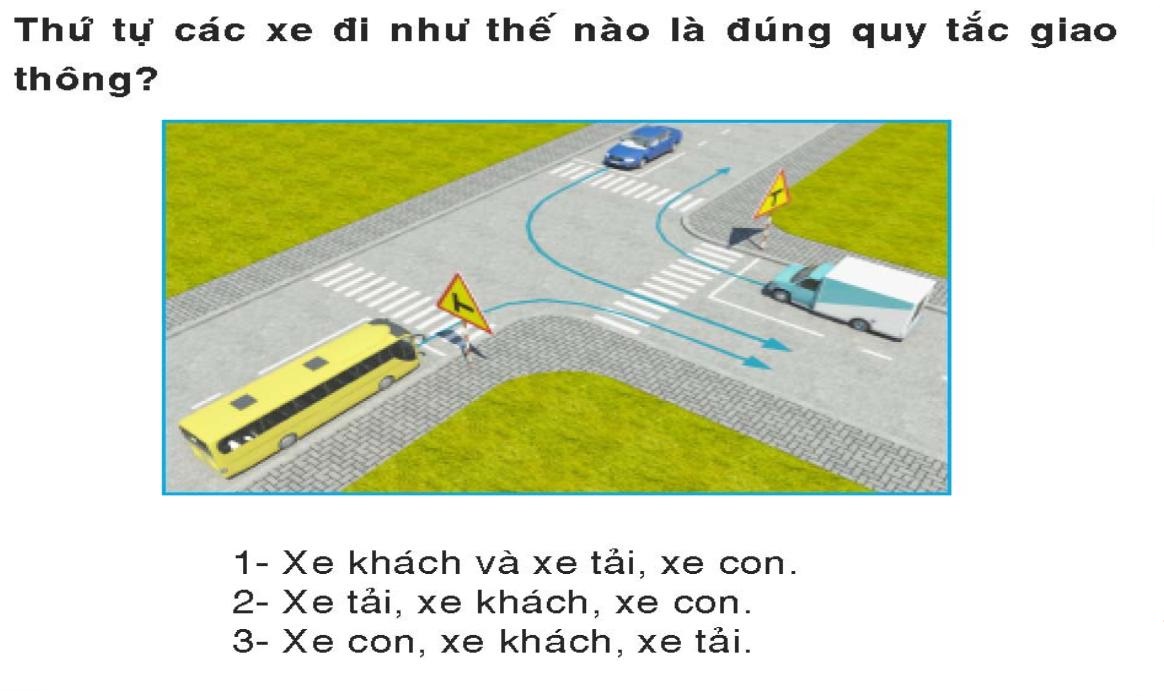 Thứ tự các xe đi như thế nào là đúng quy tắc giao
thông?
1- Xe khách và xe tải, xe con.
2- Xe tải, xe khách, xe con.
3- Xe con, xe khách, xe tải.